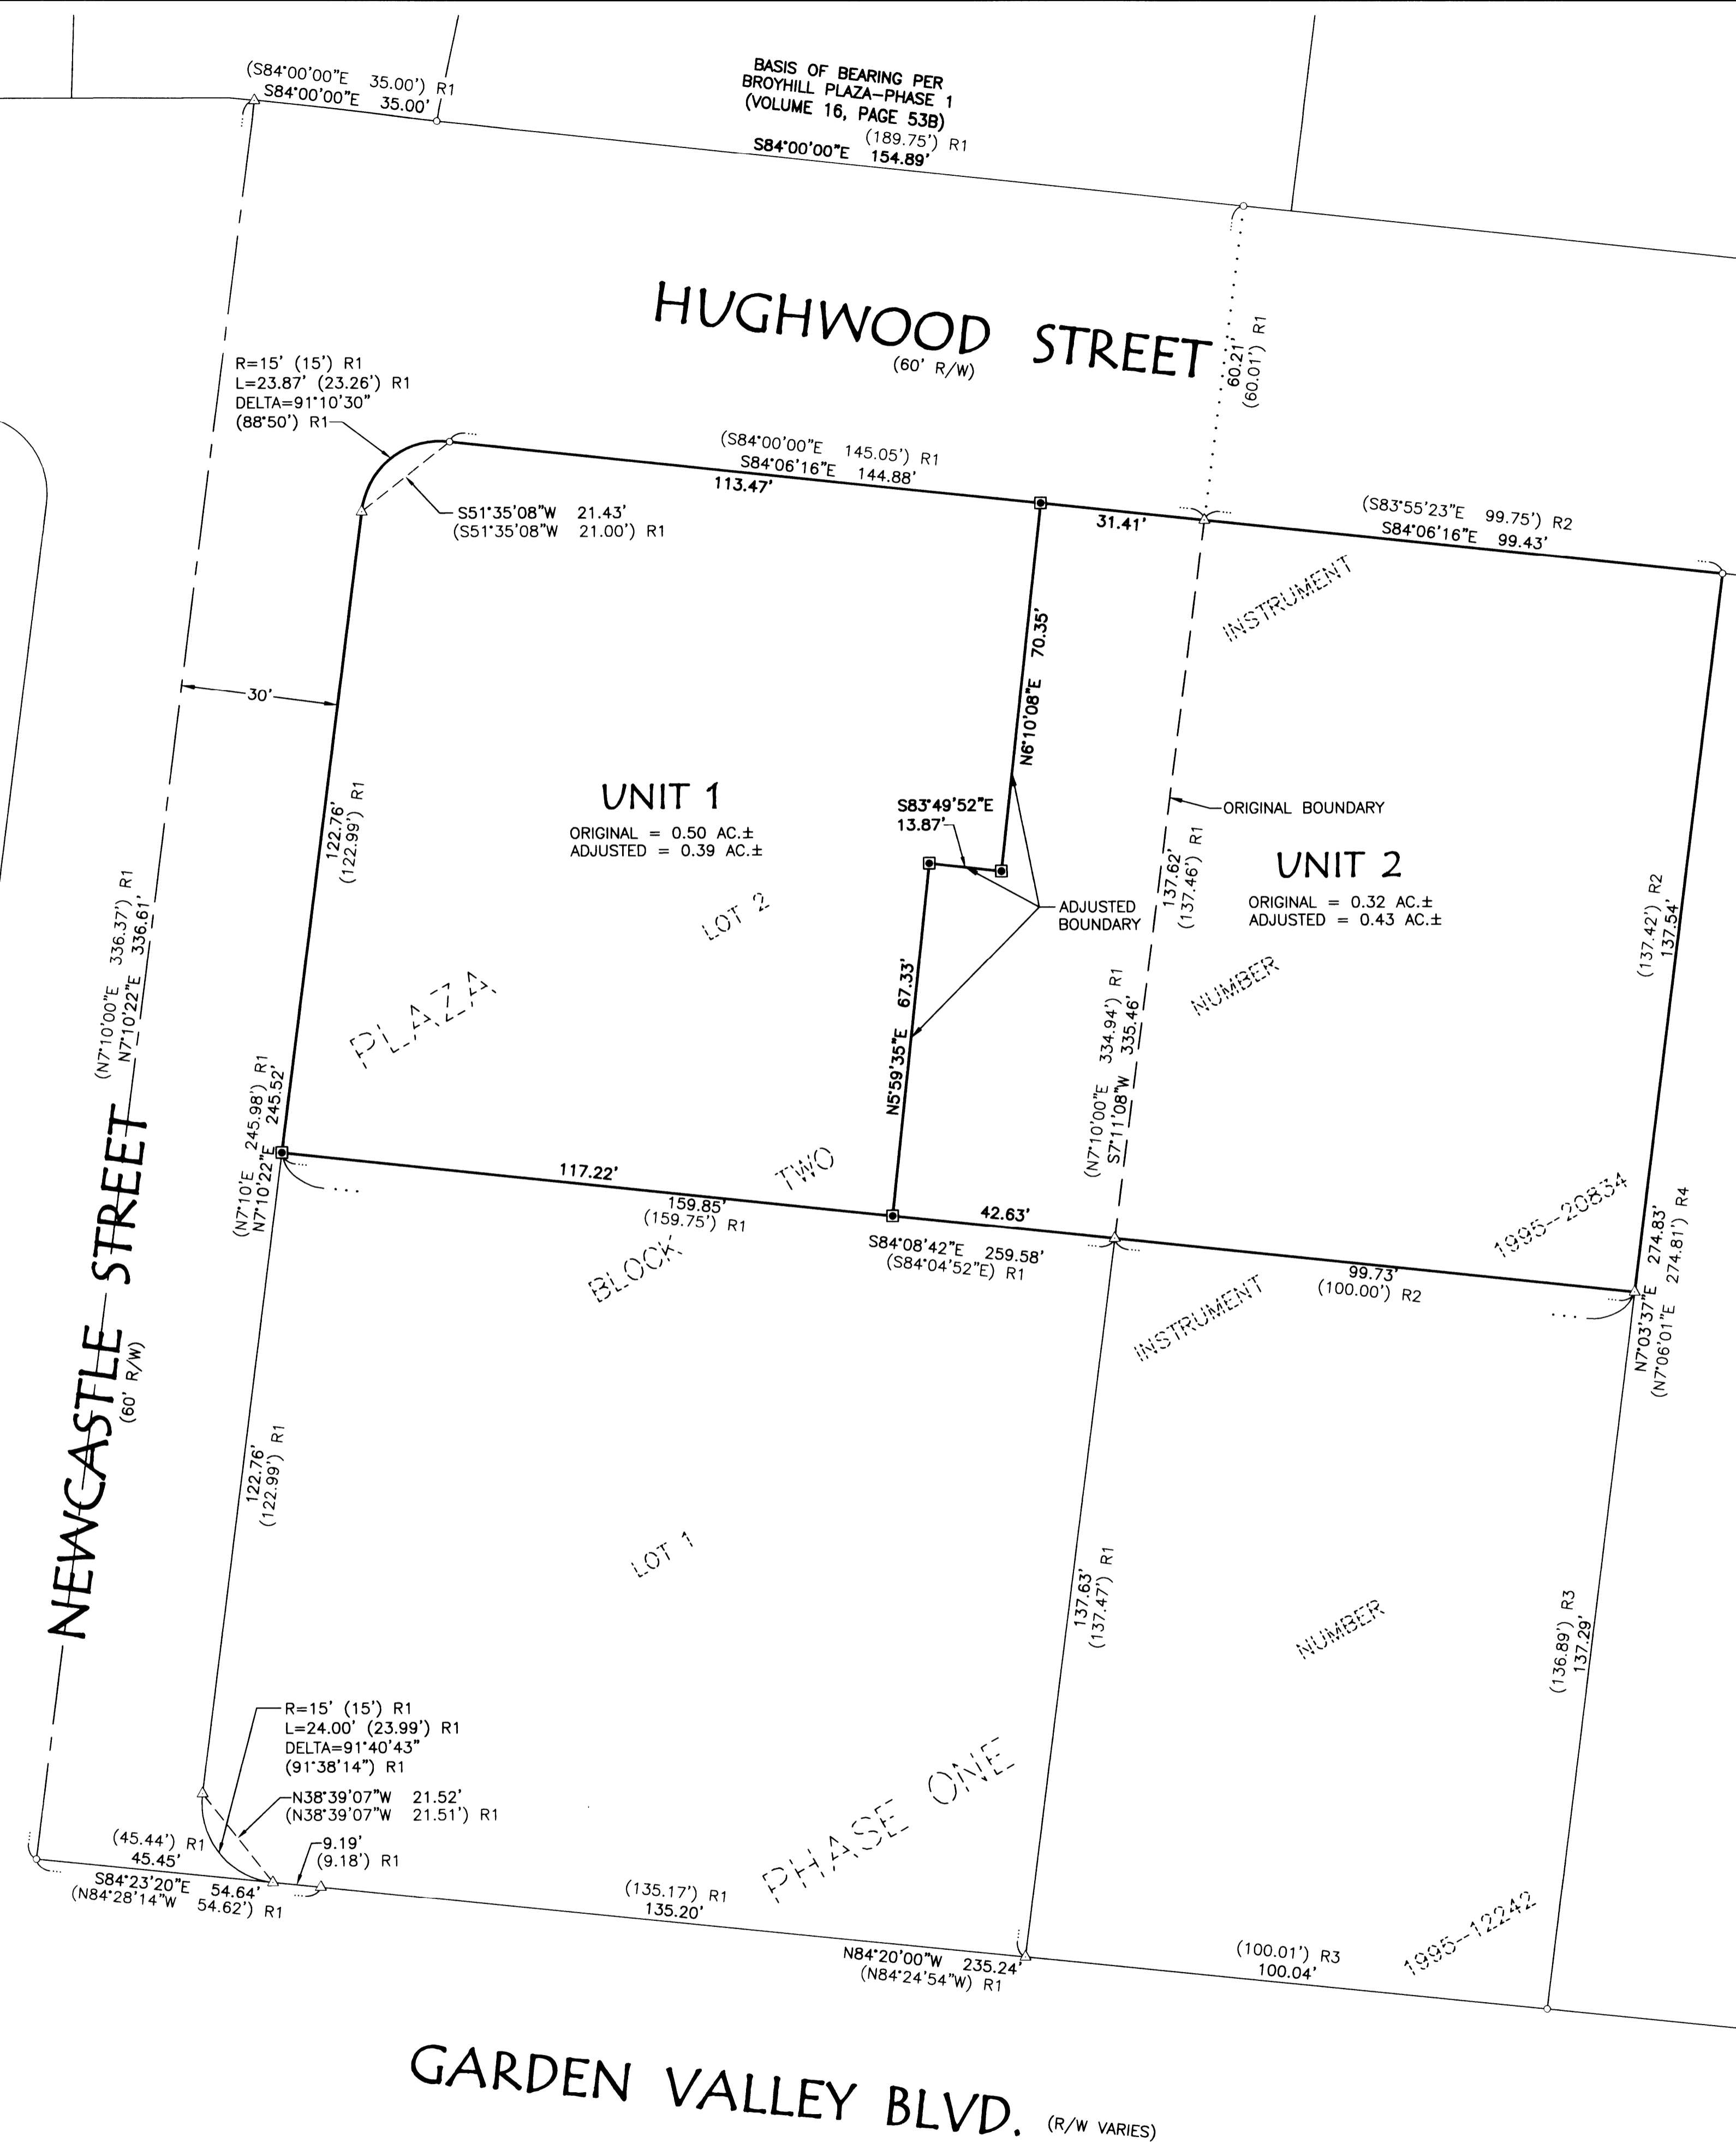 (S84°00'00"E 35.00') R1
S84°00'00"E 35.00'
BASIS OF BEARING PER
BROYHILL PLAZA-PHASE 1
(VOLUME 16, PAGE 53B)
(189.75') R1
S84°00'00"E 154.89'
HUGHWOOD STREET
(60' R/W)
60.21'
(60.01') R1
R=15' (15') R1
L=23.87' (23.26') R1
DELTA=91°10'30"
(88°50') R1
S51°35'08"W 21.43'
(S51°35'08"W 21.00') R1
(S84°00'00"E 145.05') R1
S84°06'16"E 144.88'
113.47'
31.41'
(S83°55'23"E 99.75') R2
S84°06'16"E 99.43'
INSTRUMENT
30'
N6°10'08"E 70.35'
UNIT 1
ORIGINAL = 0.50 AC.±
ADJUSTED = 0.39 AC.±
122.76'
(122.99') R1
S83°49'52"E
13.87'
ORIGINAL BOUNDARY
137.62'
(137.46') R1
UNIT 2
ORIGINAL = 0.32 AC.±
ADJUSTED = 0.43 AC.±
ADJUSTED
BOUNDARY
LOT 2
(137.42') R2
137.54'
(N7°10'00"E 336.37') R1
N7°10'22"E 336.61'
PLAZA
N5°59'35"E 67.33'
NUMBER
(N7°10'00"E 334.94') R1
S7°11'08"W 335.46'
(N7°10'E 245.98') R1
N7°10'22"E 245.52'
117.22'
159.85'
(159.75') R1
TWO
42.63'
S84°08'42"E 259.58'
(S84°04'52"E) R1
1995-20834
99.73'
(100.00') R2
N7°03'37"E 274.83'
(N7°06'01"E 274.81') R4
BLOCK
INSTRUMENT
NEWCASTLE STREET
(60' R/W)
122.76'
(122.99') R1
LOT 1
137.63'
(137.47') R1
NUMBER
(136.89') R3
137.29'
R=15' (15') R1
L=24.00' (23.99') R1
DELTA=91°40'43"
(91°38'14") R1
N38°39'07"W 21.52'
(N38°39'07"W 21.51') R1
9.19'
(9.18') R1
(45.44') R1
45.45'
S84°23'20"E 54.64'
(N84°28'14"W 54.62') R1
PHASE ONE
(135.17') R1
135.20'
N84°20'00"W 235.24'
(N84°24'54"W) R1
(100.01') R3
100.04'
1995-12242
GARDEN VALLEY BLVD. (R/W VARIES)